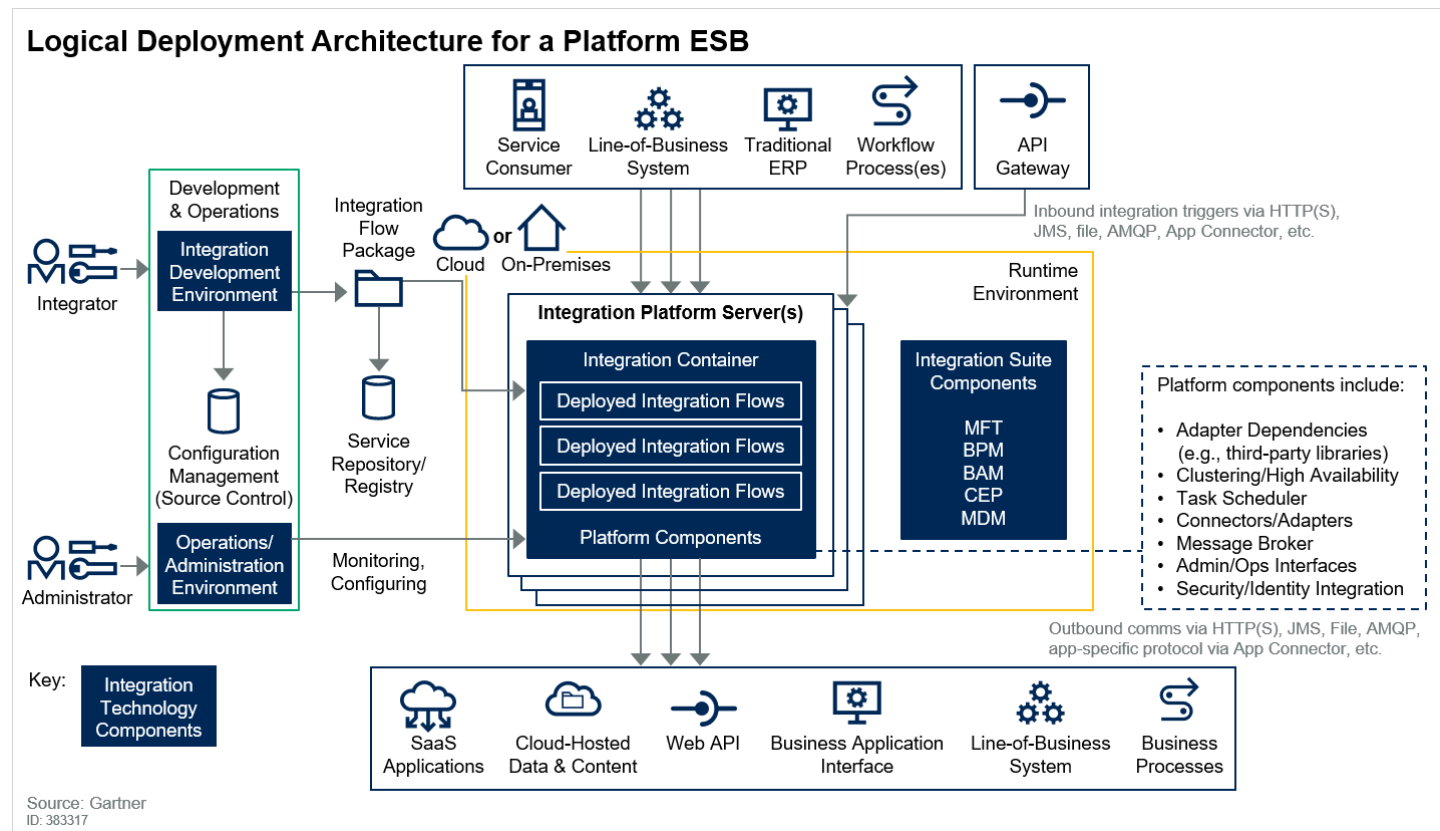 Logical Deployment Architecture for a Platform ESB
Service
Consumer
Line-of-Business
System
Traditional
ERP
Workflow
Process(es)
API
Gateway
Inbound integration triggers via HTTP(S),
JMS, file, AMQP, App Connector, etc.
Development
& Operations
Integration
Development
Environment
Integrator
Configuration
Management
(Source Control)
Operations/
Administration
Environment
Administrator
Integration
Flow
Package
Service
Repository/
Registry
Monitoring,
Configuring
Cloud
or
On-Premises
Runtime
Environment
Integration Platform Server(s)
Integration Container
Deployed Integration Flows
Deployed Integration Flows
Deployed Integration Flows
Platform Components
Integration Suite
Components
MFT
BPM
BAM
CEP
MDM
Platform components include:
• Adapter Dependencies
(e.g., third-party libraries)
• Clustering/High Availability
• Task Scheduler
• Connectors/Adapters
• Message Broker
• Admin/Ops Interfaces
• Security/Identity Integration
Outbound comms via HTTP(S), JMS, File, AMQP,
app-specific protocol via App Connector, etc.
Key:
Integration
Technology
Components
SaaS
Applications
Cloud-Hosted
Data & Content
Web API
Business Application
Interface
Line-of-Business
System
Business
Processes
Source: Gartner
ID: 383317